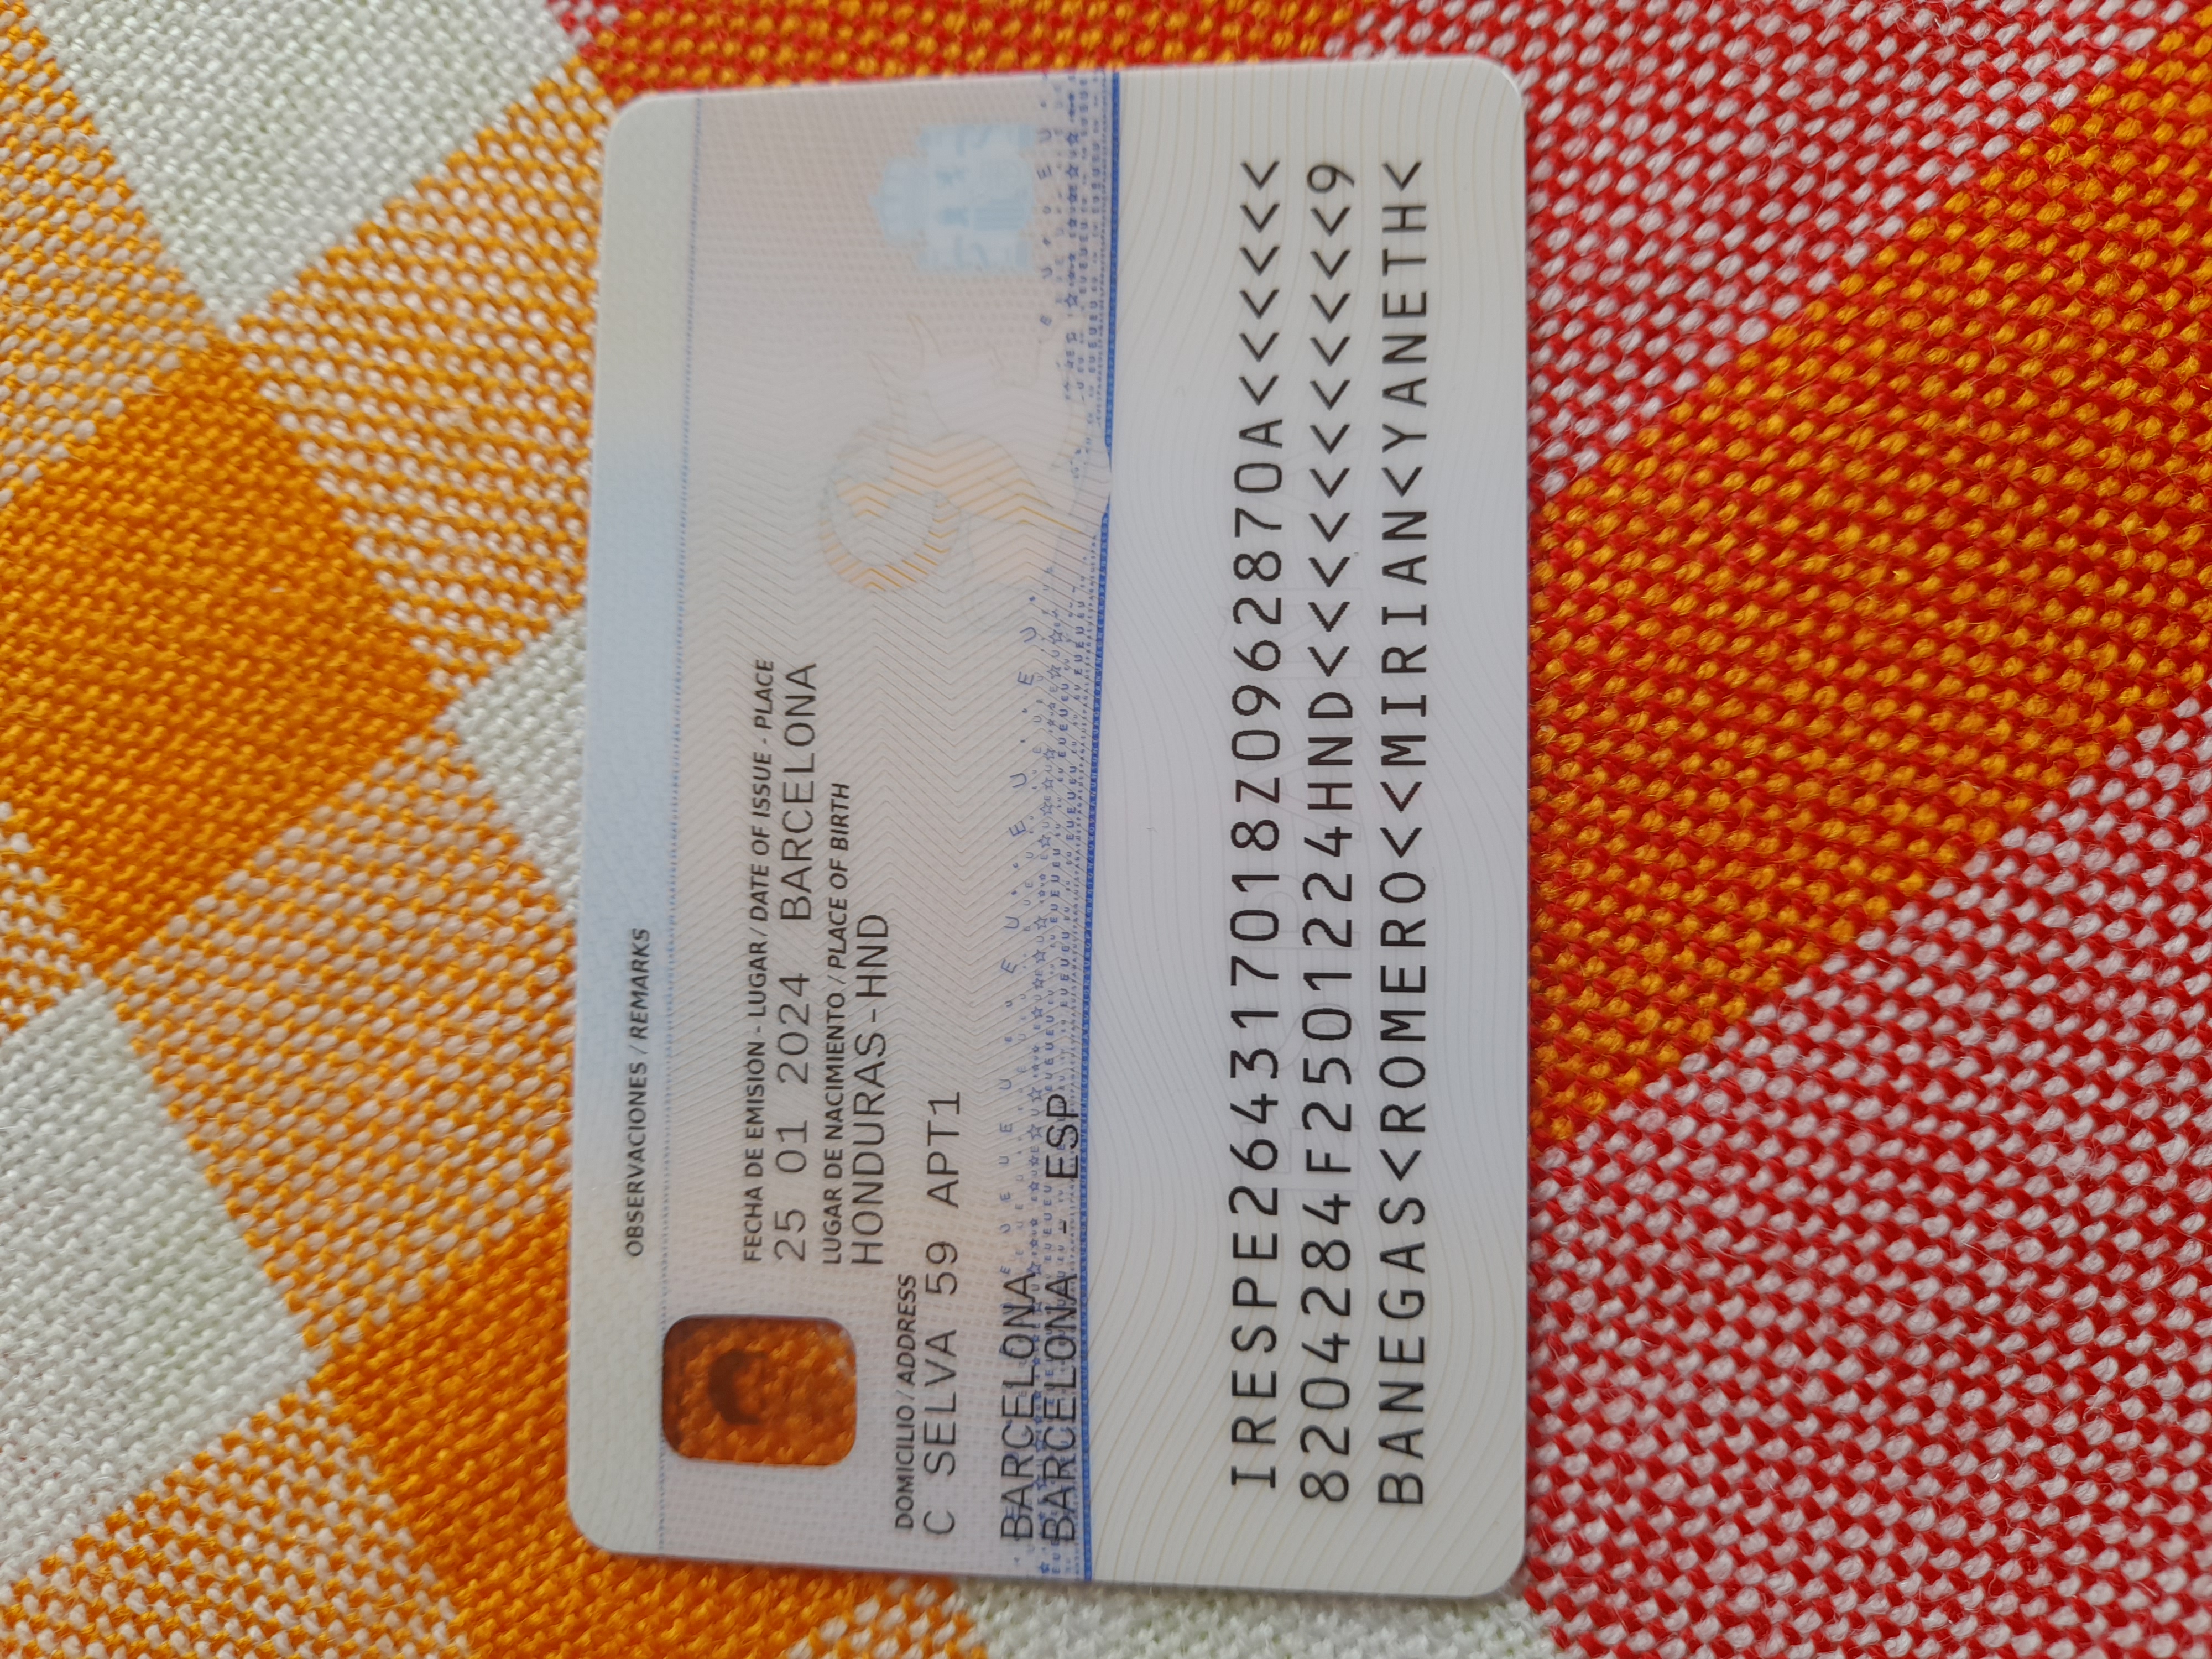 OBSERVACIONES / REMARKS
FECHA DE EMISIÓN - LUGAR / DATE OF ISSUE - PLACE
25 01 2024 BARCELONA
LUGAR DE NACIMIENTO / PLACE OF BIRTH
HONDURAS-HND
DOMICILIO / ADDRESS
C SELVA 59 APT1
BARCELONA
BARCELONA - ESP
IRESPE264317018Z0962870A<<<<<<
8204284F2501224HND<<<<<<<<<<<9
BANEGAS<ROMERO<<MIRIAN<YANETH<